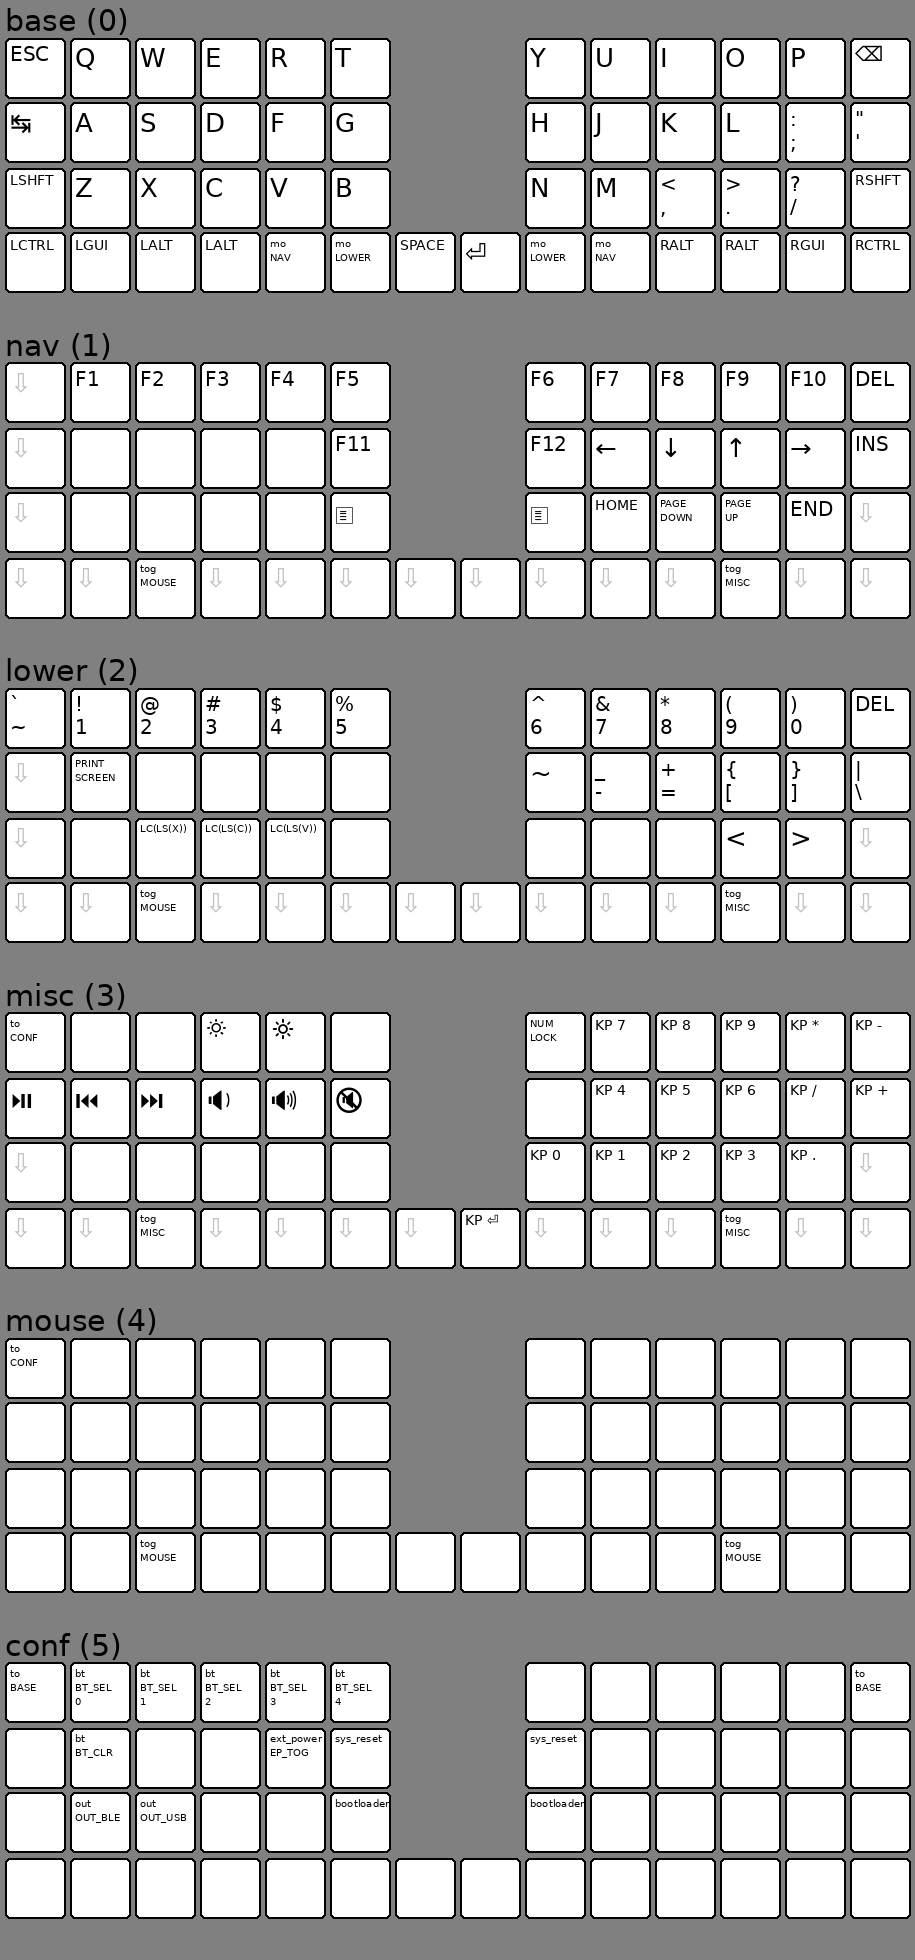 base (0)
ESC Q W E R T Y U I O P ⌫
↹ A S D F G H J K L : "
; '
LSHFT Z X C V B N M < > ? RSHFT
, . /
LCTRL LGUI LALT LALT mo mo SPACE ⏎ mo mo RALT RALT RGUI RCTRL
NAV LOWER LOWER NAV
nav (1)
⇩ F1 F2 F3 F4 F5 F6 F7 F8 F9 F10 DEL
⇩ F11 F12 ← ↓ ↑ → INS
⇩ HOME PAGE PAGE END ⇩
DOWN UP
⇩ ⇩ tog ⇩ ⇩ ⇩ ⇩ ⇩ ⇩ ⇩ ⇩ tog ⇩ ⇩
MOUSE MISC
lower (2)
` ! @ # $ % ^ & * ( ) DEL
~ 1 2 3 4 5 6 7 8 9 0
⇩ PRINT ~ _ + { } |
SCREEN - = [ ] \
⇩ LC(LS(X)) LC(LS(C)) LC(LS(V)) < > ⇩
⇩ ⇩ tog ⇩ ⇩ ⇩ ⇩ ⇩ ⇩ ⇩ ⇩ tog ⇩ ⇩
MOUSE MISC
misc (3)
to NUM KP 7 KP 8 KP 9 KP * KP -
CONF LOCK
KP 4 KP 5 KP 6 KP / KP +
⇩ KP 0 KP 1 KP 2 KP 3 KP . ⇩
⇩ ⇩ tog ⇩ ⇩ ⇩ ⇩ KP ⏎ ⇩ ⇩ ⇩ tog ⇩ ⇩
MISC MISC
mouse (4)
to
CONF
tog tog
MOUSE MOUSE
conf (5)
to bt bt bt bt bt to
BASE BT_SEL BT_SEL BT_SEL BT_SEL BT_SEL BASE
0 1 2 3 4
bt ext_power sys_reset sys_reset
BT_CLR EP_TOG
out out bootloader bootloader
OUT_BLE OUT_USB